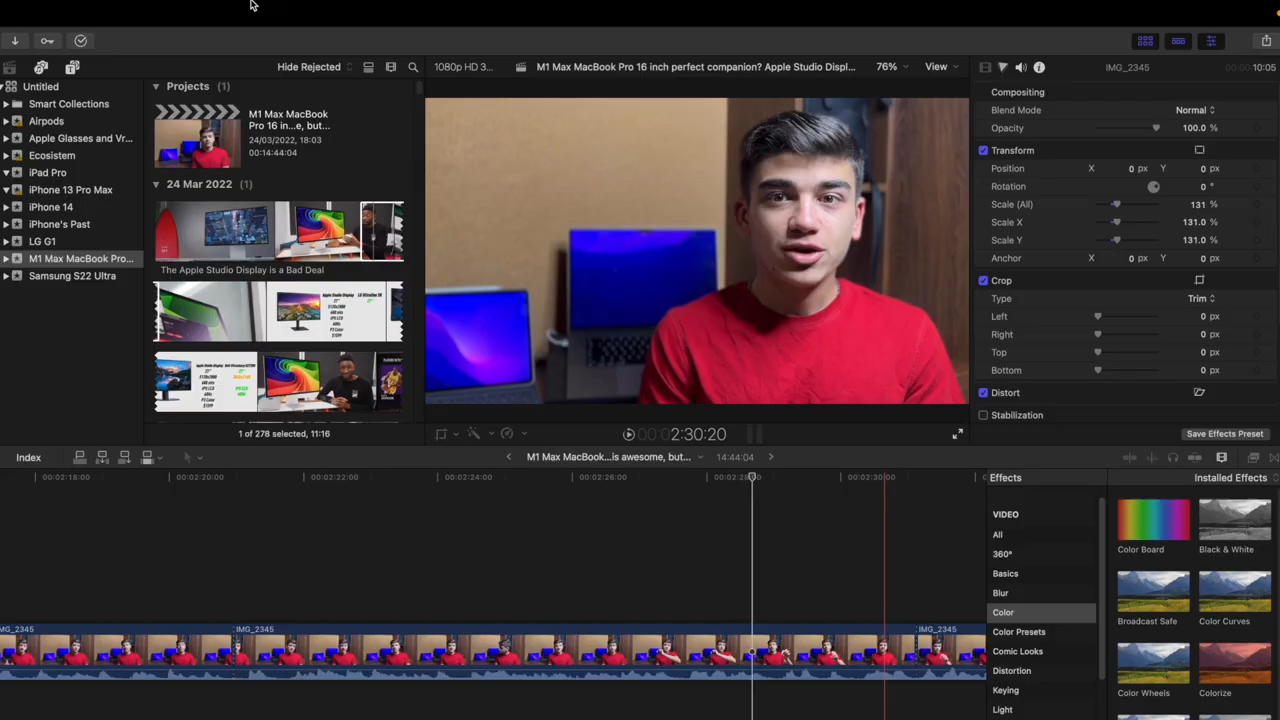 Hide Rejected
1080p HD 3...
M1 Max MacBook Pro 16 inch perfect companion? Apple Studio Displ...
76%
View
IMG_2345
00:00:10:05
Untitled
Smart Collections
Airpods
Apple Glasses and Vr...
Ecosistem
iPad Pro
iPhone 13 Pro Max
iPhone 14
iPhone's Past
LG G1
M1 Max MacBook Pro...
Samsung S22 Ultra
Projects (1)
M1 Max MacBook
Pro 16 in...e, but...
24/03/2022, 18:03
00:14:44:04
24 Mar 2022 (1)
The Apple Studio Display is a Bad Deal
1 of 278 selected, 11:16
Compositing
Blend Mode
Normal
Opacity
100.0 %
Transform
Position
X
0 px
Y
0 px
Rotation
0 °
Scale (All)
131 %
Scale X
131.0 %
Scale Y
131.0 %
Anchor
X
0 px
Y
0 px
Crop
Type
Trim
Left
0 px
Right
0 px
Top
0 px
Bottom
0 px
Distort
Stabilization
Save Effects Preset
00:00:2:30:20
Index
M1 Max MacBook...is awesome, but...
14:44:04
00:02:18:00
00:02:20:00
00:02:22:00
00:02:24:00
00:02:26:00
00:02:28:00
00:02:30:00
IMG_2345
IMG_2345
IMG_2345
Effects
Installed Effects
VIDEO
All
360°
Basics
Blur
Color
Color Presets
Comic Looks
Distortion
Keying
Light
Color Board
Black & White
Broadcast Safe
Color Curves
Color Wheels
Colorize